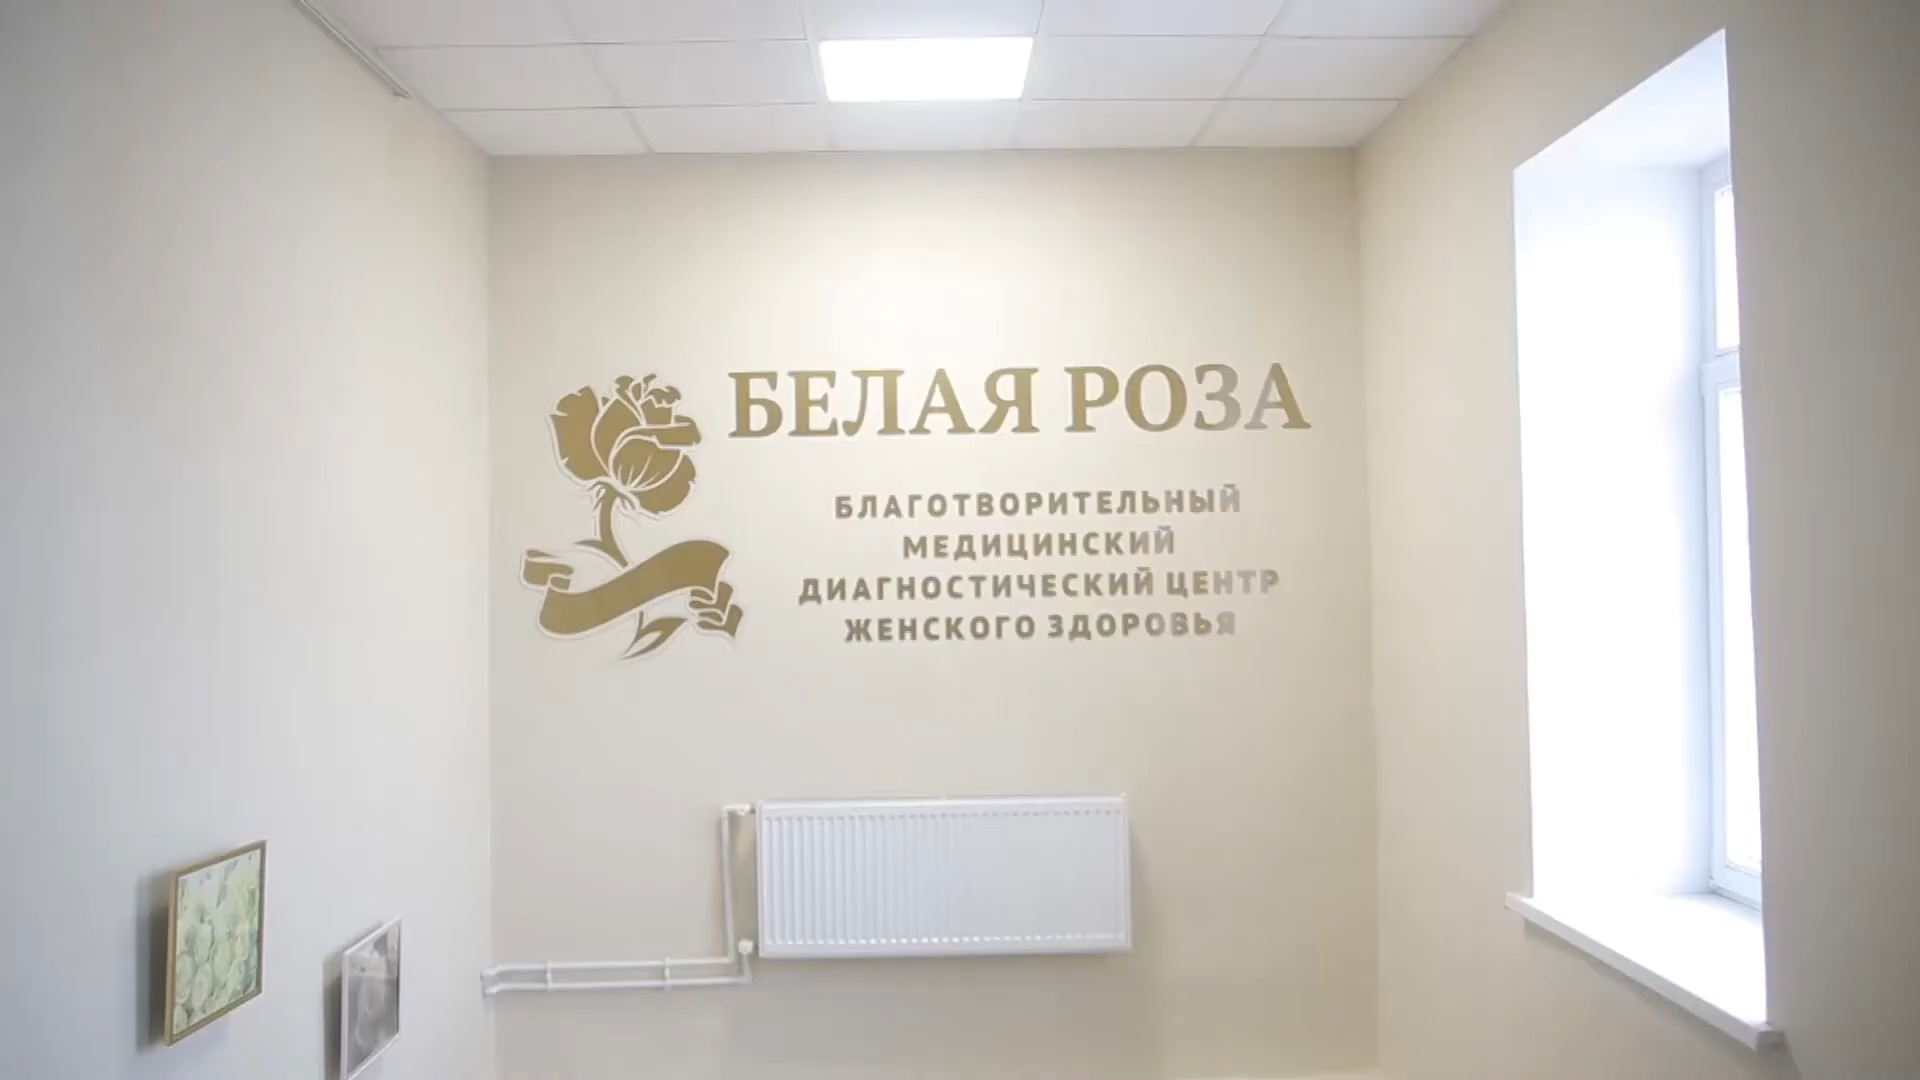 БЕЛАЯ РОЗА
БЛАГОТВОРИТЕЛЬНЫЙ
МЕДИЦИНСКИЙ
ДИАГНОСТИЧЕСКИЙ ЦЕНТР
ЖЕНСКОГО ЗДОРОВЬЯ